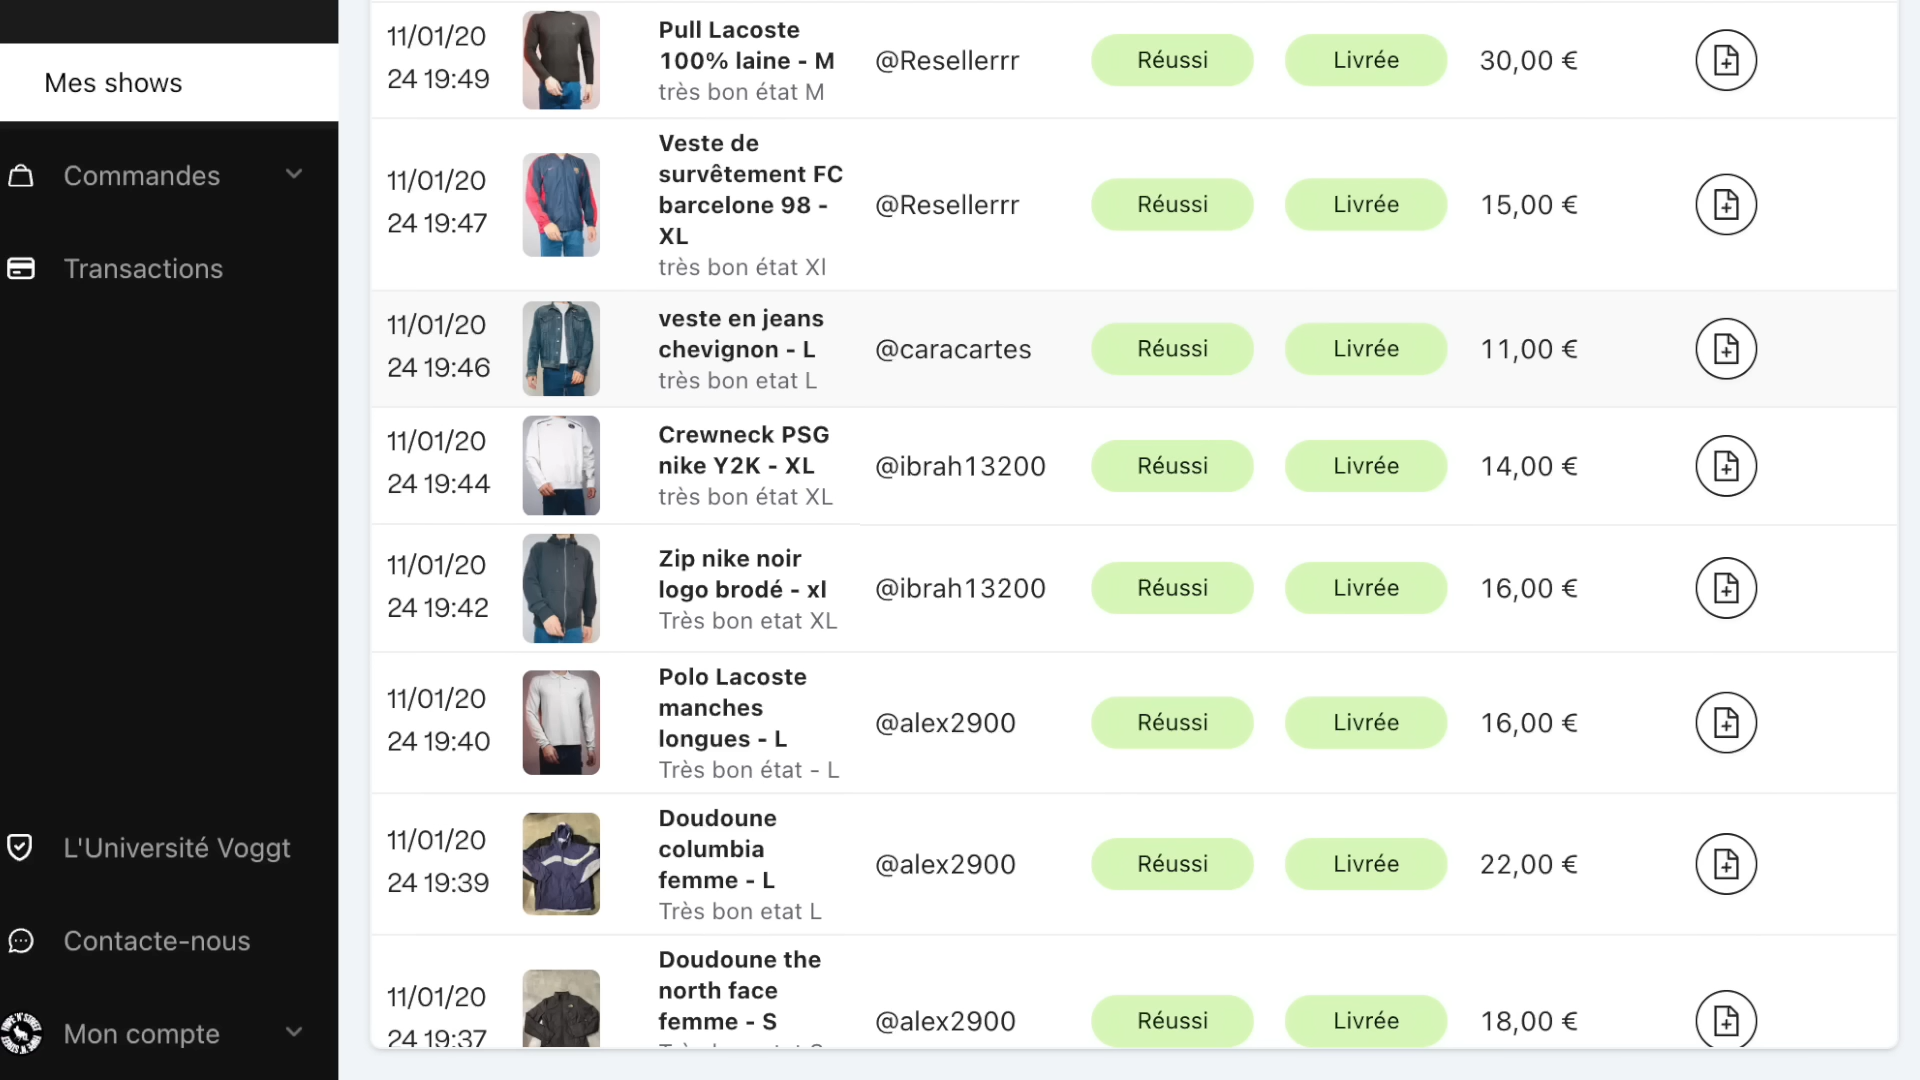 Mes shows
Commandes
Transactions
L'Université Voggt
Contacte-nous
Mon compte
11/01/20
24 19:49
Pull Lacoste
100% laine - M
très bon état M
@Resellerrr
Réussi
Livrée
30,00 €
11/01/20
24 19:47
Veste de
survêtement FC
barcelone 98 -
XL
très bon état Xl
@Resellerrr
Réussi
Livrée
15,00 €
11/01/20
24 19:46
veste en jeans
chevignon - L
très bon etat L
@caracartes
Réussi
Livrée
11,00 €
11/01/20
24 19:44
Crewneck PSG
nike Y2K - XL
très bon état XL
@ibrah13200
Réussi
Livrée
14,00 €
11/01/20
24 19:42
Zip nike noir
logo brodé - xl
Très bon etat XL
@ibrah13200
Réussi
Livrée
16,00 €
11/01/20
24 19:40
Polo Lacoste
manches
longues - L
Très bon état - L
@alex2900
Réussi
Livrée
16,00 €
11/01/20
24 19:39
Doudoune
columbia
femme - L
Très bon etat L
@alex2900
Réussi
Livrée
22,00 €
11/01/20
24 19:37
Doudoune the
north face
femme - S
@alex2900
Réussi
Livrée
18,00 €